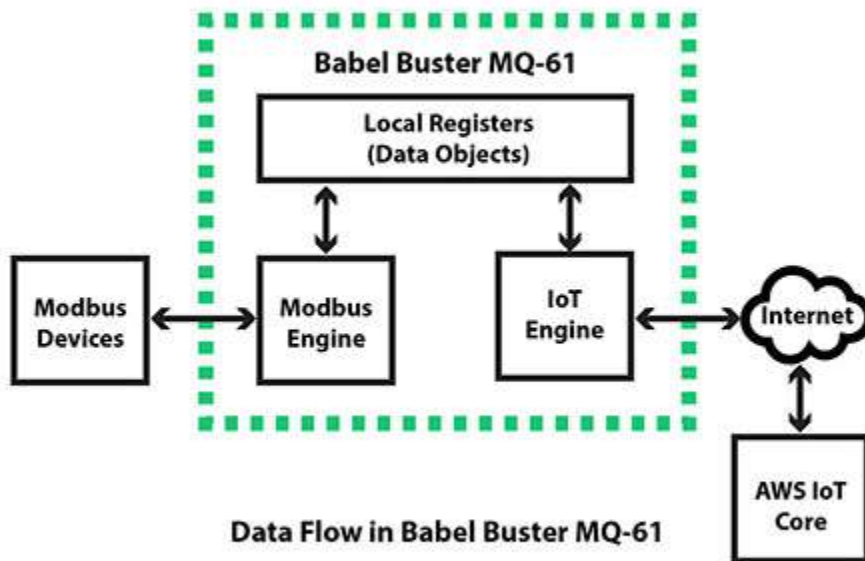 Babel Buster MQ-61
Local Registers
(Data Objects)
Modbus
Devices
Modbus
Engine
IoT
Engine
Internet
AWS IoT
Core
Data Flow in Babel Buster MQ-61